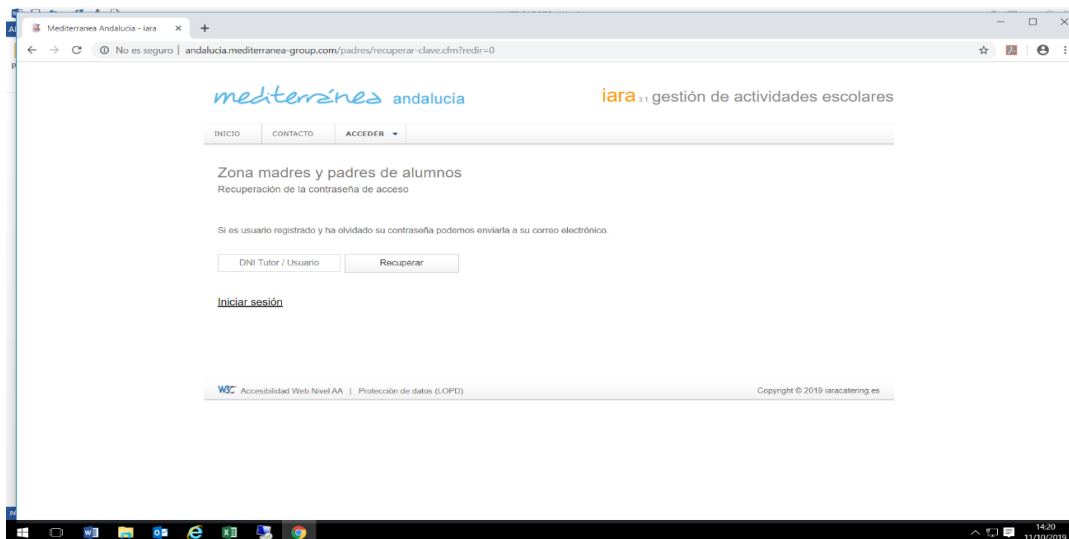 Mediterranea Andalucia - iara
No es seguro | andalucia.mediterranea-group.com/padres/recuperar-clave.cfm?redir=0
mediterránea andalucía
iara 3.1 gestión de actividades escolares
INICIO CONTACTO ACCEDER
Zona madres y padres de alumnos
Recuperación de la contraseña de acceso
Si es usuario registrado y ha olvidado su contraseña podemos enviarla a su correo electrónico.
DNI Tutor / Usuario Recuperar
Iniciar sesión
W3C Accesibilidad Web Nivel AA | Protección de datos (LOPD) Copyright © 2019 iaracatering.es
14:20
11/10/2019